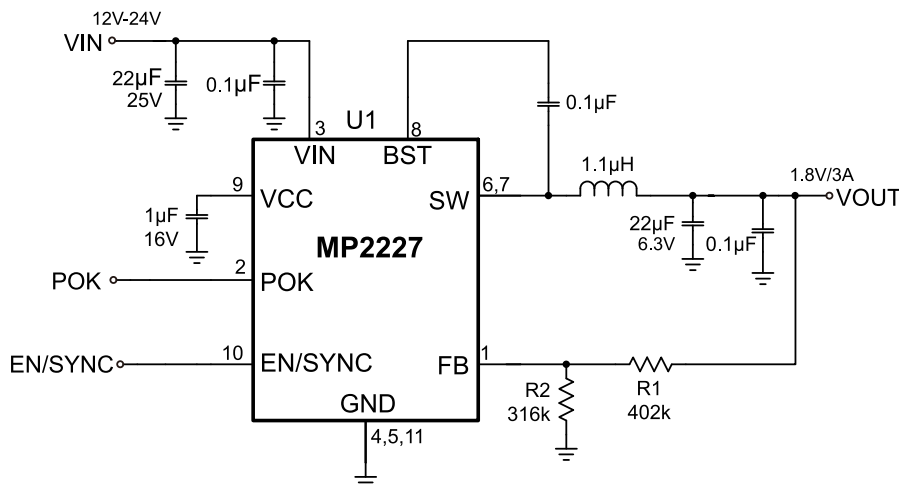 12V-24V
VIN
22µF
25V
0.1µF
U1
3
8
VIN
BST
0.1µF
9
VCC
1µF
16V
SW
6,7
1.1µH
1.8V/3A
VOUT
22µF
6.3V
0.1µF
MP2227
POK
2
POK
EN/SYNC
10
EN/SYNC
FB
1
R2
316k
R1
402k
GND
4,5,11